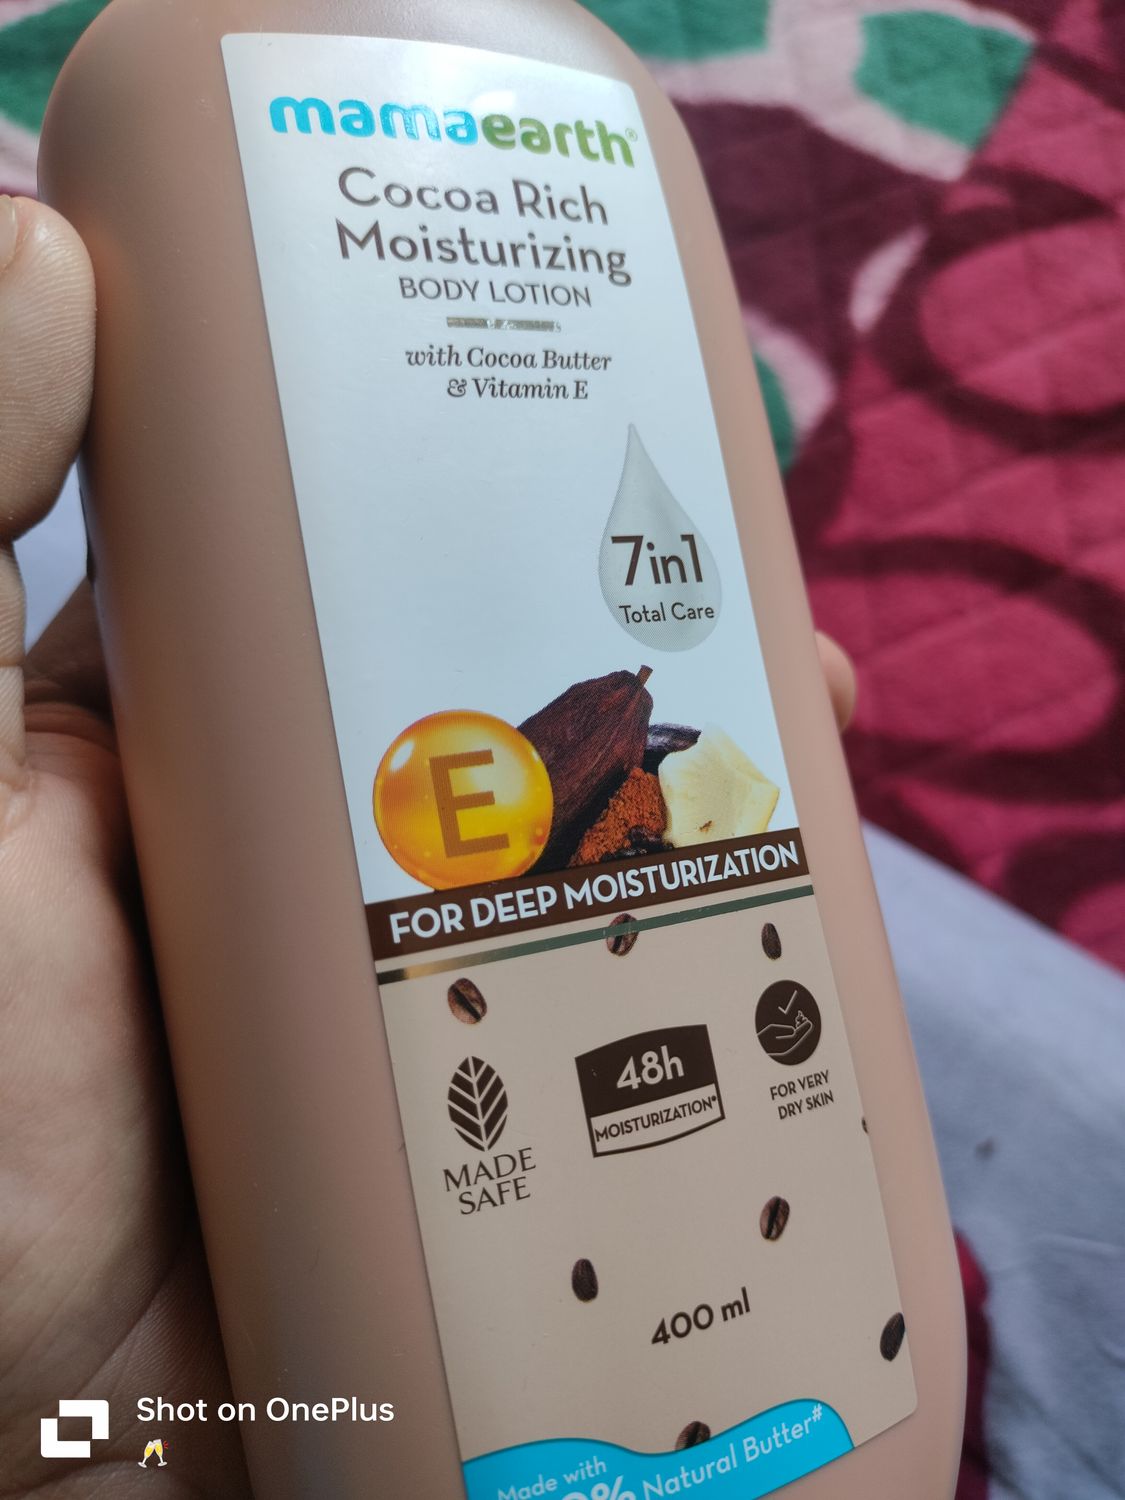 mamaearth®
Cocoa Rich
Moisturizing
BODY LOTION
with Cocoa Butter
& Vitamin E
7in1
Total Care
E
FOR DEEP MOISTURIZATION
48h
MOISTURIZATION*
FOR VERY
DRY SKIN
MADE
SAFE
400 ml
Made with
Natural Butter#
Shot on OnePlus